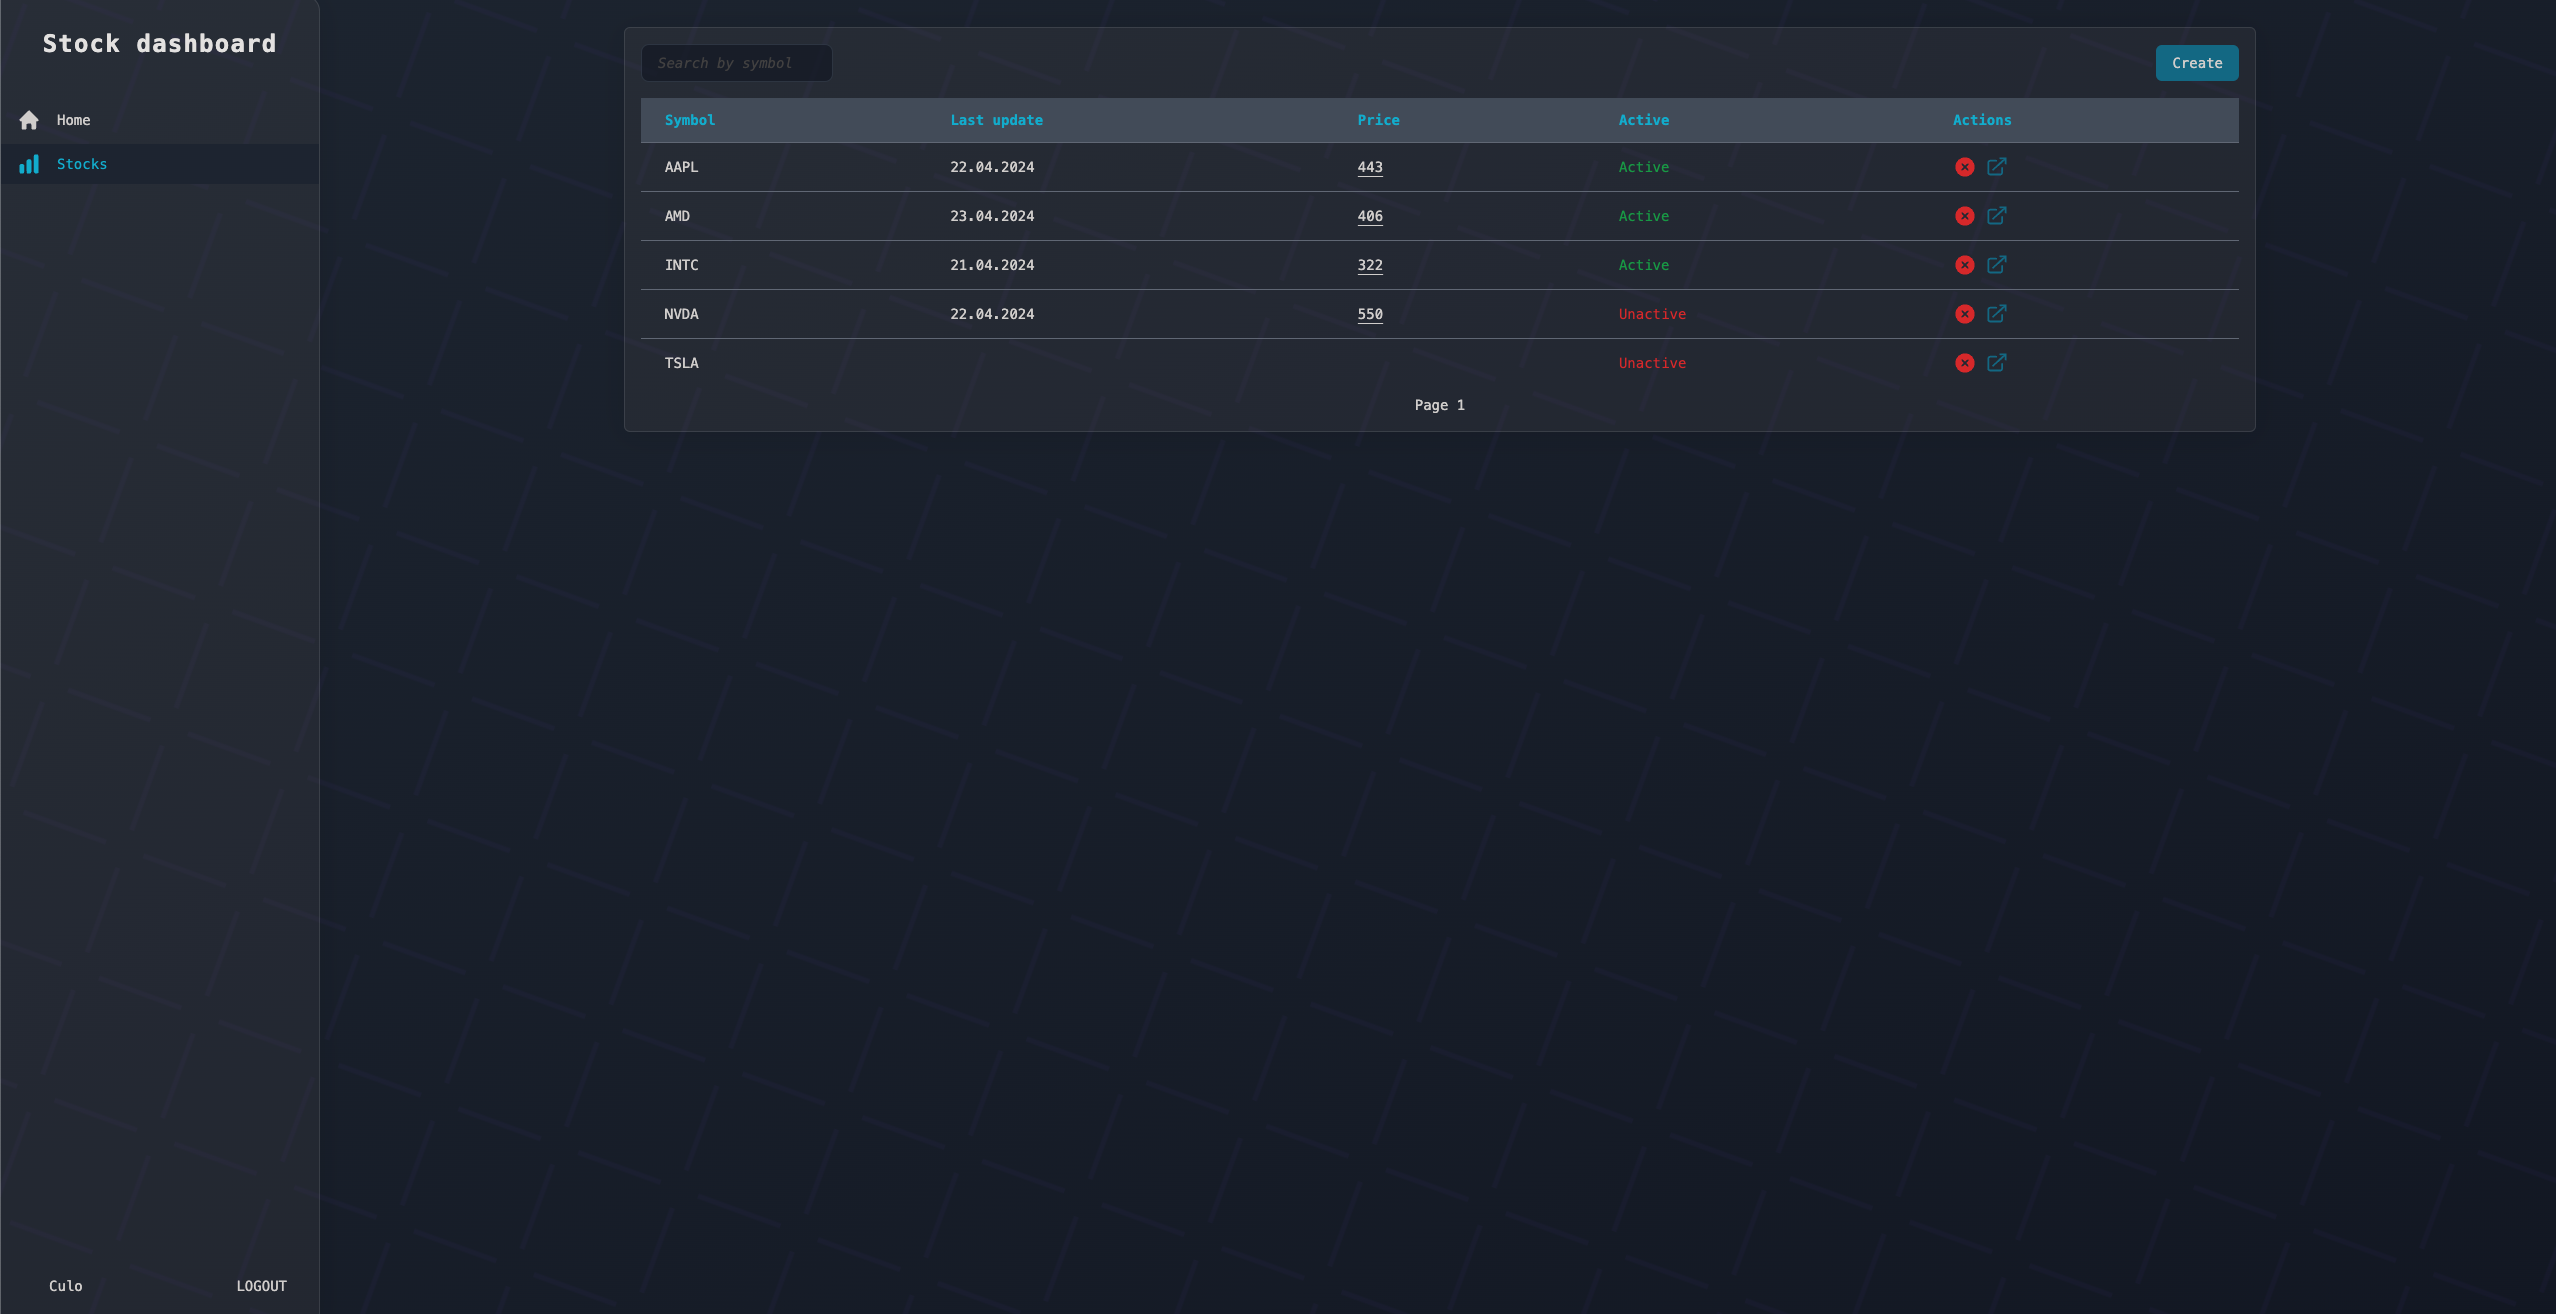 Stock dashboard
Home
Stocks
Culo LOGOUT
Search by symbol Create
Symbol Last update Price Active Actions
AAPL 22.04.2024 443 Active
AMD 23.04.2024 406 Active
INTC 21.04.2024 322 Active
NVDA 22.04.2024 550 Unactive
TSLA Unactive
Page 1